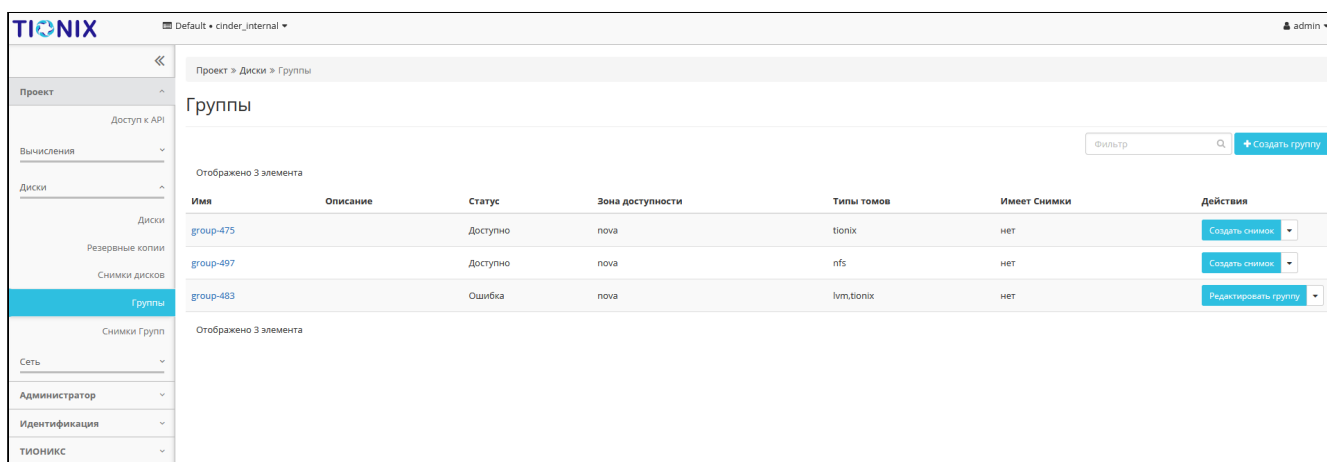 TIONIX
Default • cinder_internal
admin
Проект » Диски » Группы
Проект
Группы
Доступ к API
Вычисления
Фильтр
Создать группу
Отображено 3 элемента
Диски
Имя Описание Статус Зона доступности Типы томов Имеет Снимки Действия
Диски
group-475 Доступно nova tionix нет Создать снимок
Резервные копии
group-497 Доступно nova nfs нет Создать снимок
Снимки дисков
group-483 Ошибка nova lvm,tionix нет Редактировать группу
Группы
Снимки Групп
Отображено 3 элемента
Сеть
Администратор
Идентификация
ТИОНИКС